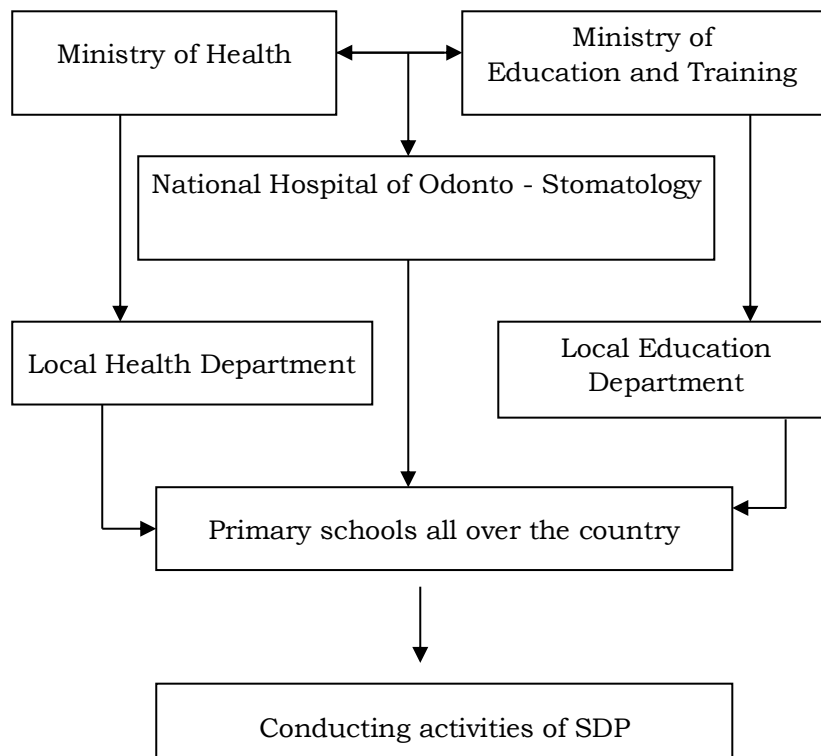 Ministry of Health
Ministry of
Education and Training
National Hospital of Odonto - Stomatology
Local Health Department
Local Education
Department
Primary schools all over the country
Conducting activities of SDP